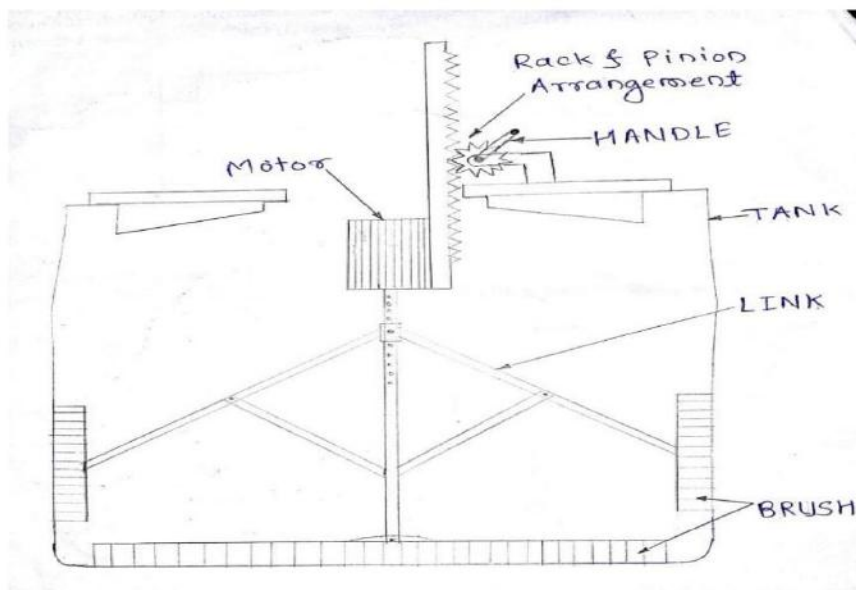 Rack & Pinion
Arrangement
HANDLE
Motor
TANK
LINK
BRUSH